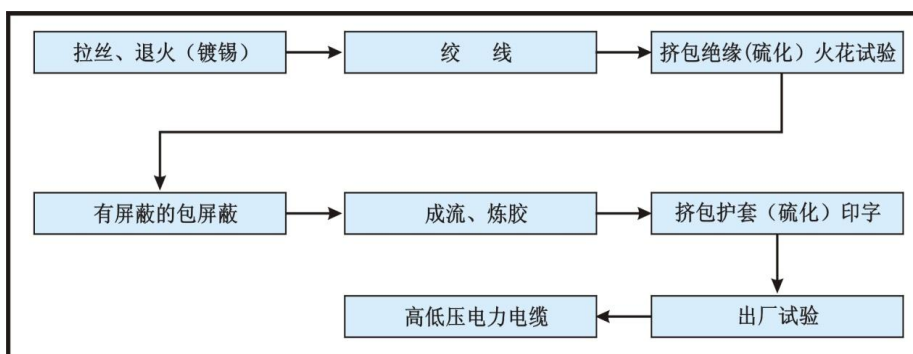 拉丝、退火（镀锡）
绞 线
挤包绝缘(硫化）火花试验
有屏蔽的包屏蔽
成流、炼胶
挤包护套（硫化）印字
出厂试验
高低压电力电缆